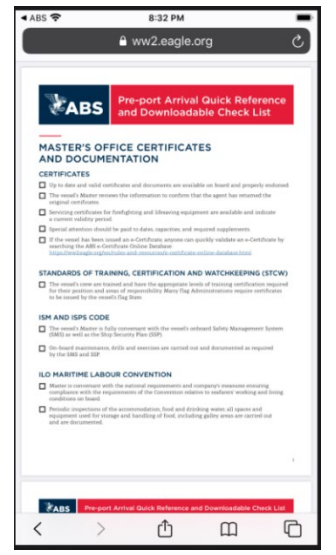 ABS
8:32 PM
ww2.eagle.org
ABS
Pre-port Arrival Quick Reference
and Downloadable Check List
MASTER'S OFFICE CERTIFICATES
AND DOCUMENTATION
CERTIFICATES
Up to date and valid certificates and documents are available on board and properly endorsed.
The vessel's Master reviews the information to confirm that the agent has returned the
original certificates.
Servicing certificates for firefighting and lifesaving equipment are available and indicate
a current validity period.
Special attention should be paid to dates, capacities, and required supplements.
If the vessel has been issued an e-Certificate, anyone can quickly validate an e-Certificate by
searching the ABS e-Certificate Online Database:
STANDARDS OF TRAINING, CERTIFICATION AND WATCHKEEPING (STCW)
The vessel's crew are trained and have the appropriate levels of training certification required
for their position and areas of responsibility. Many Flag Administrations require certificates
to be issued by the vessel's flag State.
ISM AND ISPS CODE
The vessel's Master is fully conversant with the vessel's onboard Safety Management System
(SMS) as well as the Ship Security Plan (SSP).
On-board maintenance, drills and exercises are carried out and documented as required
by the SMS and SSP.
ILO MARITIME LABOUR CONVENTION
Master is conversant with the national requirements and company's measures ensuring
compliance with the requirements of the Convention relative to seafarers' working and living
conditions on board.
Periodic inspections of the accommodation, food and drinking water, all spaces and
equipment used for storage and handling of food, including galley areas are carried out
and are documented.
ABS
Pre-port Arrival Quick Reference and Downloadable Check List